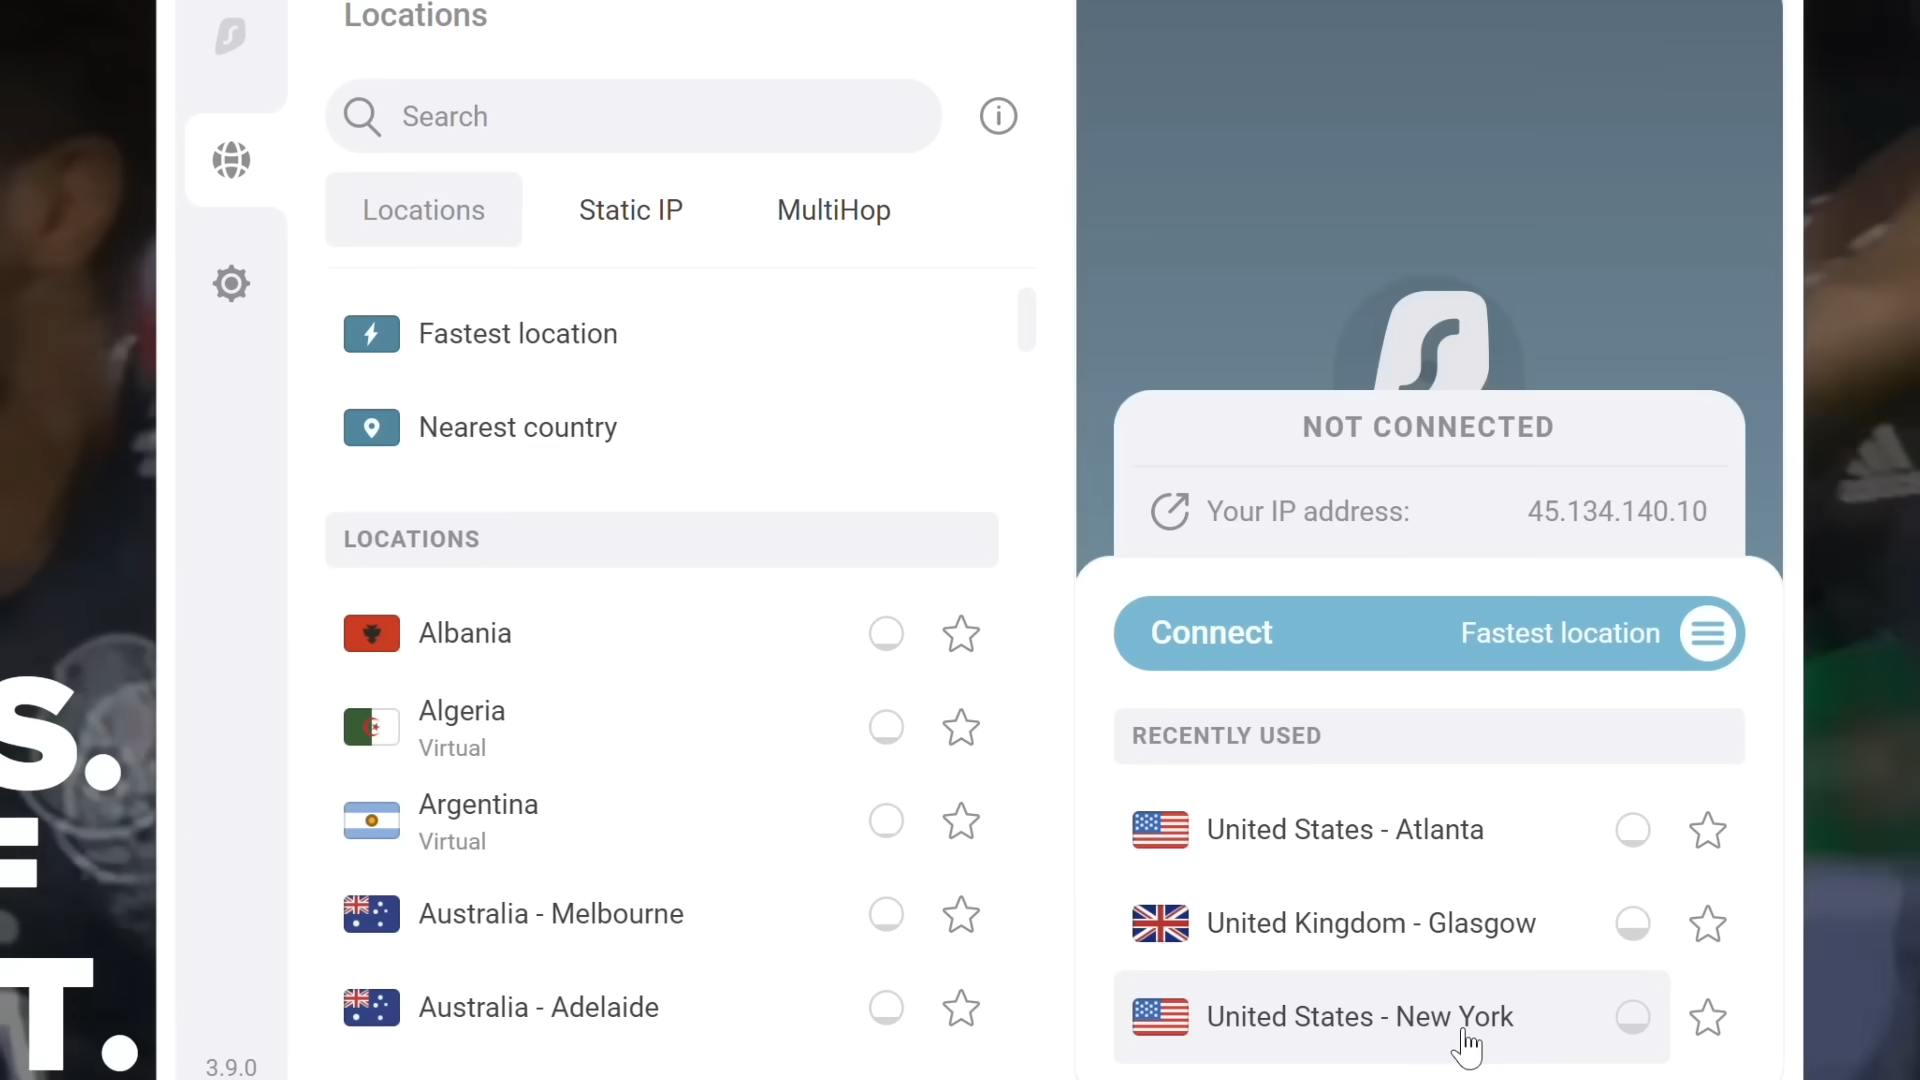 Locations
Search
Locations
Static IP
MultiHop
Fastest location
Nearest country
LOCATIONS
Albania
Algeria
Virtual
Argentina
Virtual
Australia - Melbourne
Australia - Adelaide
3.9.0
NOT CONNECTED
Your IP address:
45.134.140.10
Connect
Fastest location
RECENTLY USED
United States - Atlanta
United Kingdom - Glasgow
United States - New York
S.
T.